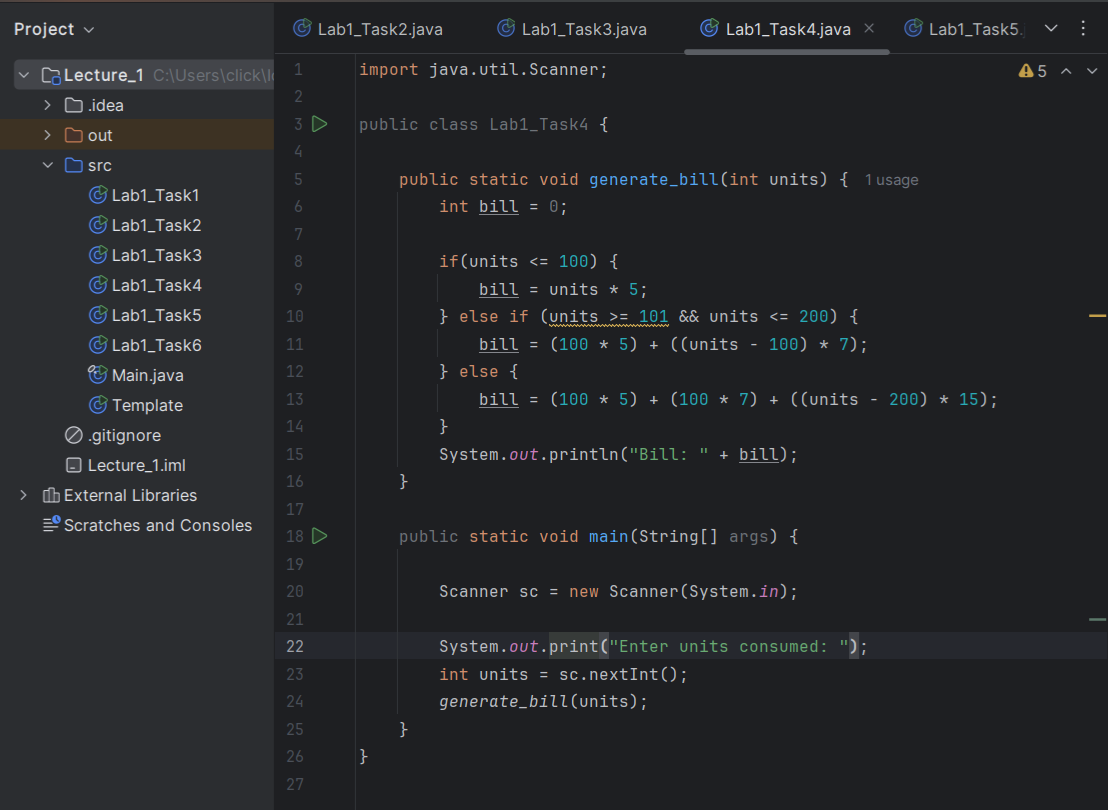 Project
Lecture_1 C:\Users\click\
.idea
out
src
Lab1_Task1
Lab1_Task2
Lab1_Task3
Lab1_Task4
Lab1_Task5
Lab1_Task6
Main.java
Template
.gitignore
Lecture_1.iml
External Libraries
Scratches and Consoles
Lab1_Task2.java Lab1_Task3.java Lab1_Task4.java Lab1_Task5.
5
1 import java.util.Scanner;
2
3 public class Lab1_Task4 {
4
5 public static void generate_bill(int units) { 1 usage
6 int bill = 0;
7
8 if(units <= 100) {
9 bill = units * 5;
10 } else if (units >= 101 && units <= 200) {
11 bill = (100 * 5) + ((units - 100) * 7);
12 } else {
13 bill = (100 * 5) + (100 * 7) + ((units - 200) * 15);
14 }
15 System.out.println("Bill: " + bill);
16 }
17
18 public static void main(String[] args) {
19
20 Scanner sc = new Scanner(System.in);
21
22 System.out.print("Enter units consumed: ");
23 int units = sc.nextInt();
24 generate_bill(units);
25 }
26 }
27